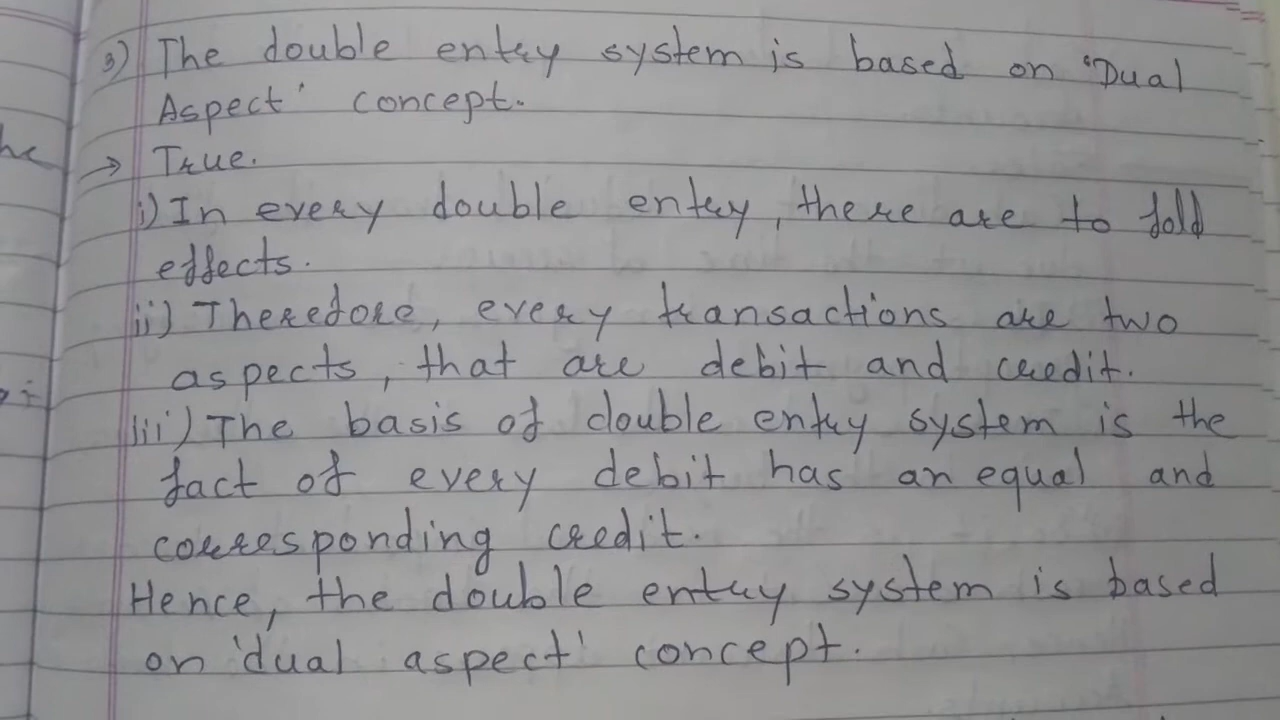 3) The double entry system is based on 'Dual
Aspect' concept.
→ True.
i) In every double entry, there are to fold
effects.
ii) Therefore, every transactions are two
aspects, that are debit and credit.
iii) The basis of double entry system is the
fact of every debit has an equal and
corresponding credit.
Hence, the double entry system is based
on 'dual aspect' concept.